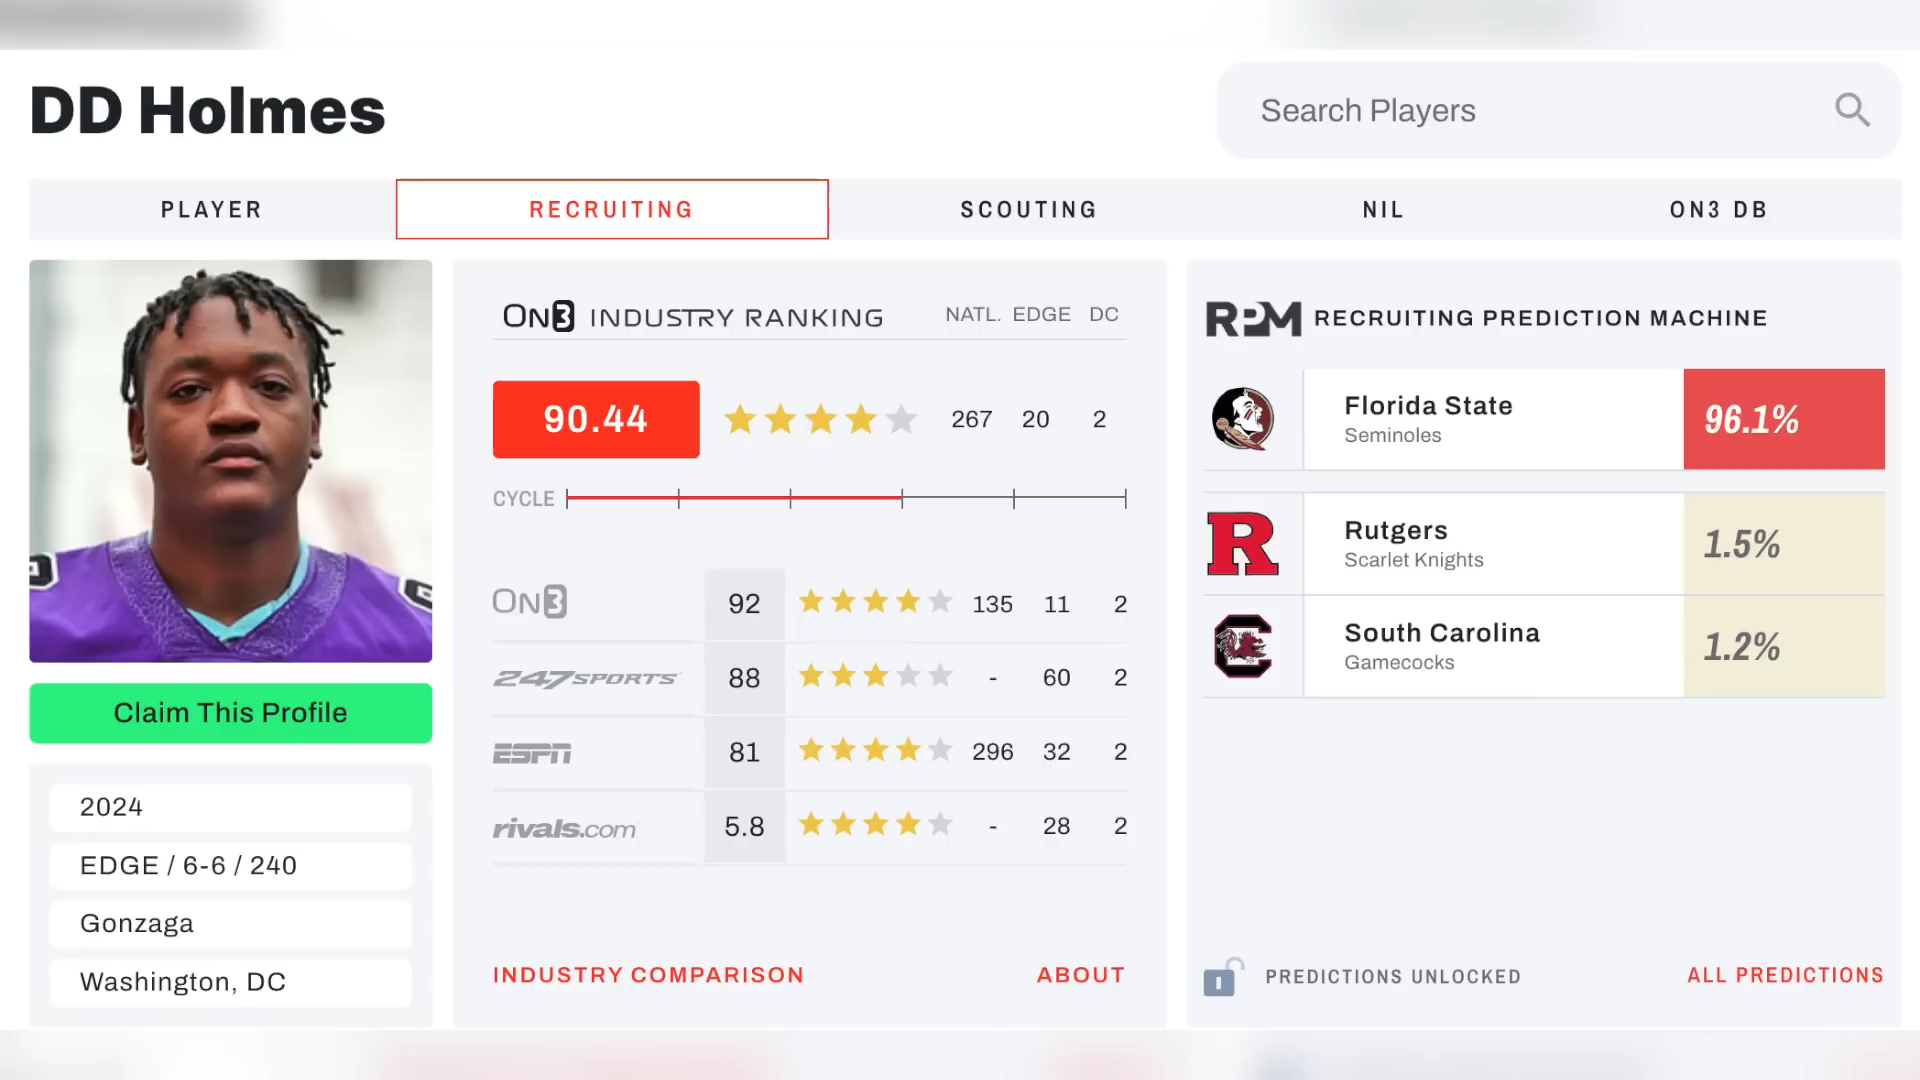 DD Holmes
Search Players
PLAYER
RECRUITING
SCOUTING
NIL
ON3 DB
On3 INDUSTRY RANKING NATL. EDGE DC
90.44 267 20 2
CYCLE
On3 92 135 11 2
247SPORTS 88 - 60 2
ESPN 81 296 32 2
rivals.com 5.8 - 28 2
INDUSTRY COMPARISON
ABOUT
RPM RECRUITING PREDICTION MACHINE
Florida State
Seminoles
96.1%
R
Rutgers
Scarlet Knights
1.5%
C
South Carolina
Gamecocks
1.2%
PREDICTIONS UNLOCKED
ALL PREDICTIONS
Claim This Profile
2024
EDGE / 6-6 / 240
Gonzaga
Washington, DC